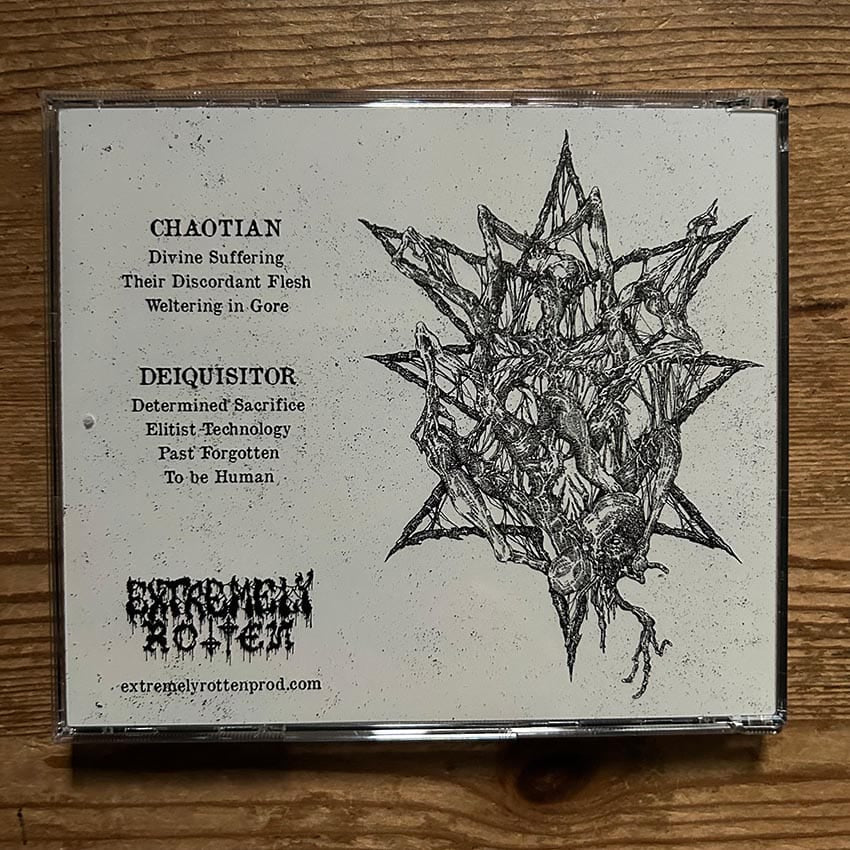 CHAOTIAN
Divine Suffering
Their Discordant Flesh
Weltering in Gore
DEIQUISITOR
Determined Sacrifice
Elitist Technology
Past Forgotten
To be Human
EXTREMELY
ROTTEN
extremelyrottenprod.com